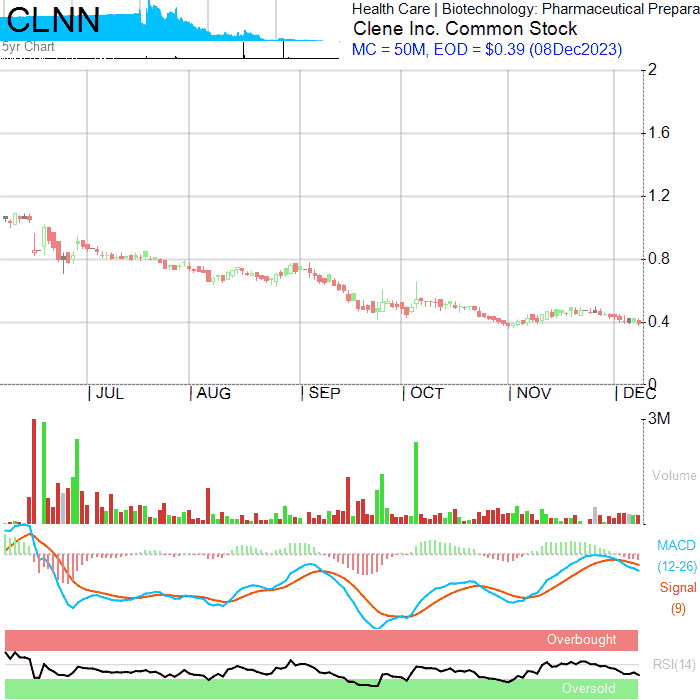 CLNN
Health Care | Biotechnology: Pharmaceutical Prepara
Clene Inc. Common Stock
MC = 50M, EOD = $0.39 (08Dec2023)
5yr Chart
2
1.6
1.2
0.8
0.4
0
JUL AUG SEP OCT NOV DEC
3M
Volume
MACD
(12-26)
Signal
(9)
Overbought
RSI(14)
Oversold